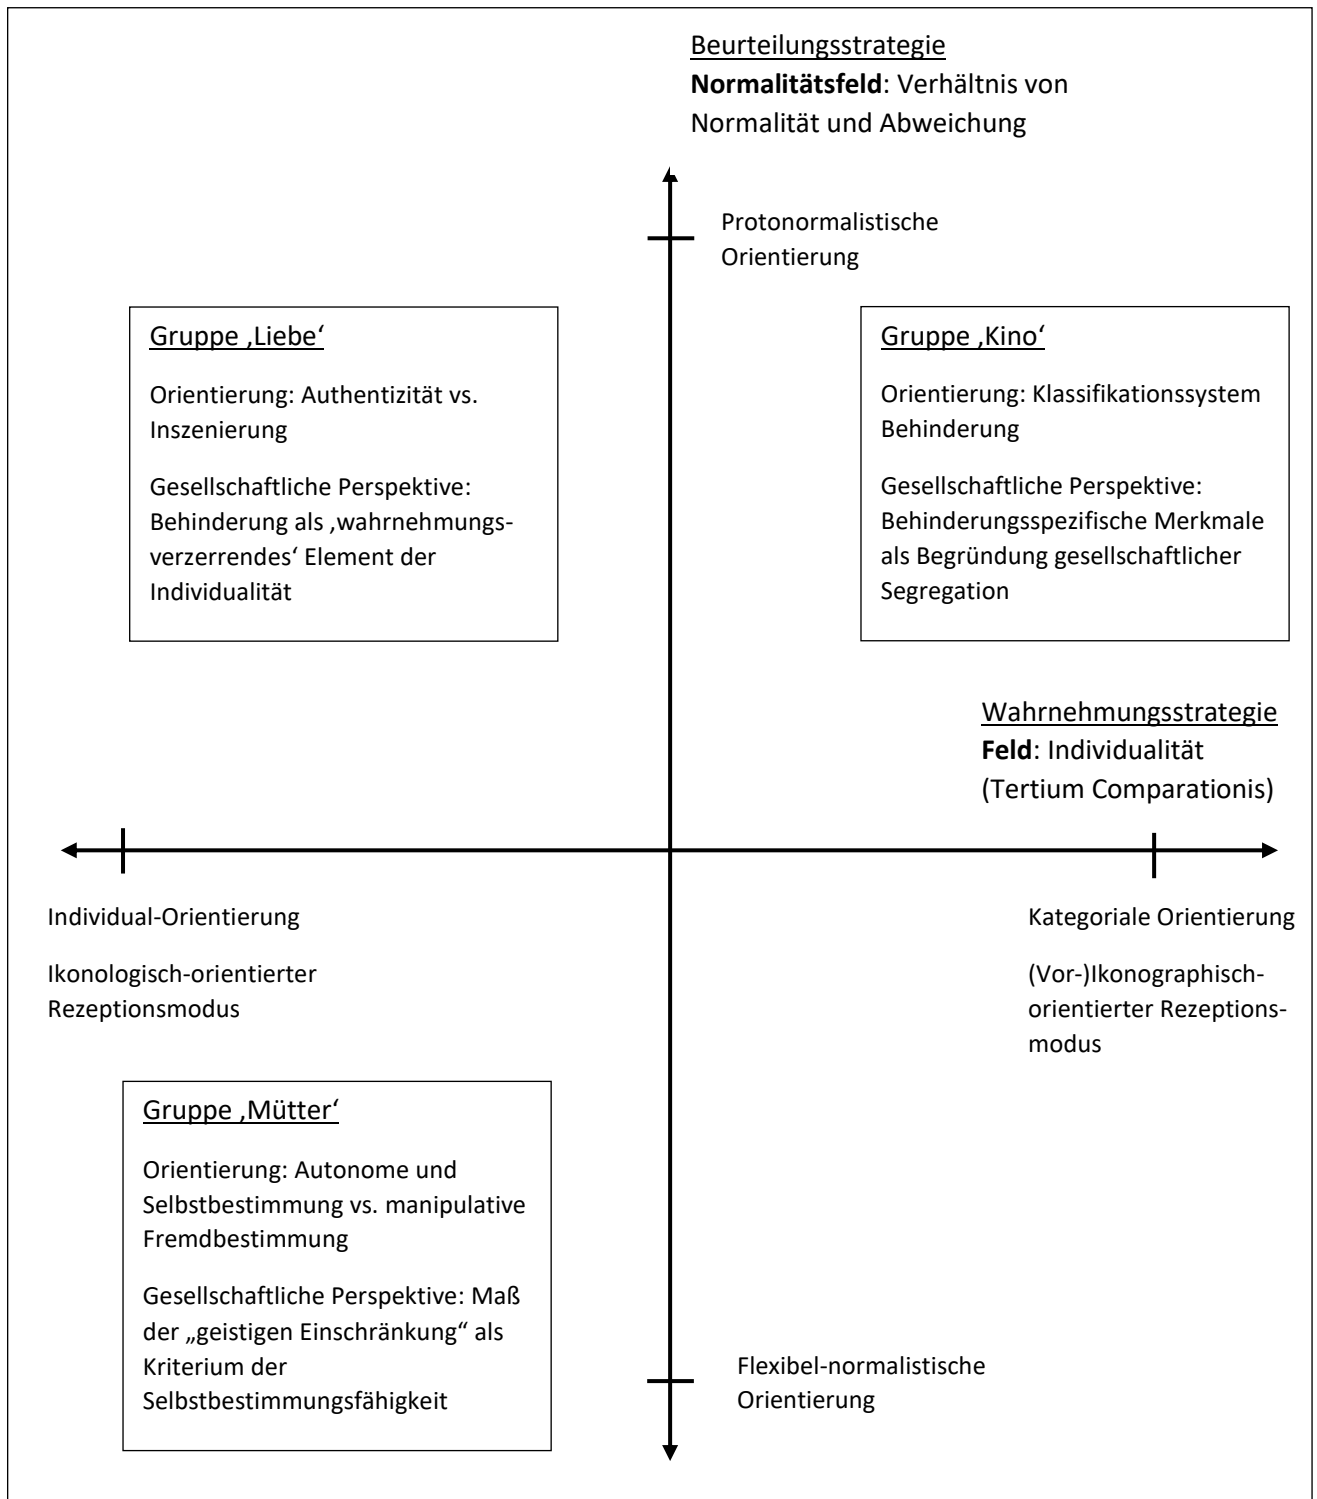 Beurteilungsstrategie
Normalitätsfeld: Verhältnis von
Normalität und Abweichung
Protonormalistische
Orientierung
Gruppe ‚Liebe‘
Orientierung: Authentizität vs.
Inszenierung
Gesellschaftliche Perspektive:
Behinderung als ‚wahrnehmungs-
verzerrendes‘ Element der
Individualität
Gruppe ‚Kino‘
Orientierung: Klassifikationssystem
Behinderung
Gesellschaftliche Perspektive:
Behinderungsspezifische Merkmale
als Begründung gesellschaftlicher
Segregation
Wahrnehmungsstrategie
Feld: Individualität
(Tertium Comparationis)
Individual-Orientierung
Ikonologisch-orientierter
Rezeptionsmodus
Kategoriale Orientierung
(Vor-)Ikonographisch-
orientierter Rezeptions-
modus
Gruppe ‚Mütter‘
Orientierung: Autonome und
Selbstbestimmung vs. manipulative
Fremdbestimmung
Gesellschaftliche Perspektive: Maß
der „geistigen Einschränkung“ als
Kriterium der
Selbstbestimmungsfähigkeit
Flexibel-normalistische
Orientierung